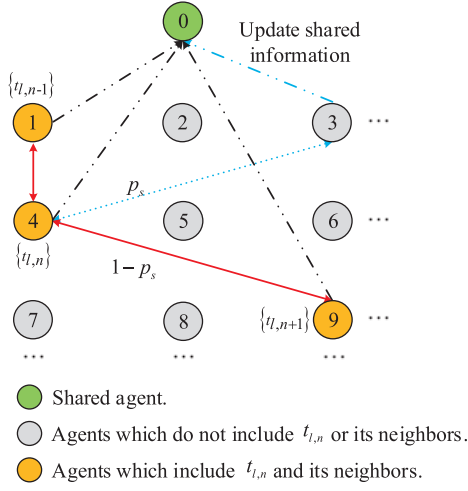 0
Update shared
information
{t_{l,n-1}}
1
2
3
...
p_s
4
5
6
...
{t_{l,n}}
1-p_s
7
8
{t_{l,n+1}}
9
...
...
...
...
Shared agent.
Agents which do not include t_{l,n} or its neighbors.
Agents which include t_{l,n} and its neighbors.